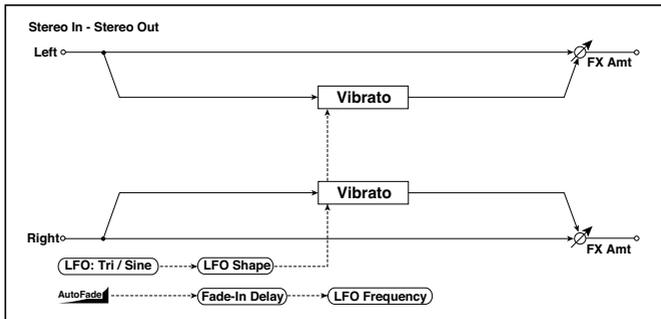 Stereo In - Stereo Out
Left
FX Amt
Vibrato
Vibrato
Right
FX Amt
LFO: Tri / Sine
LFO Shape
AutoFade
Fade-In Delay
LFO Frequency